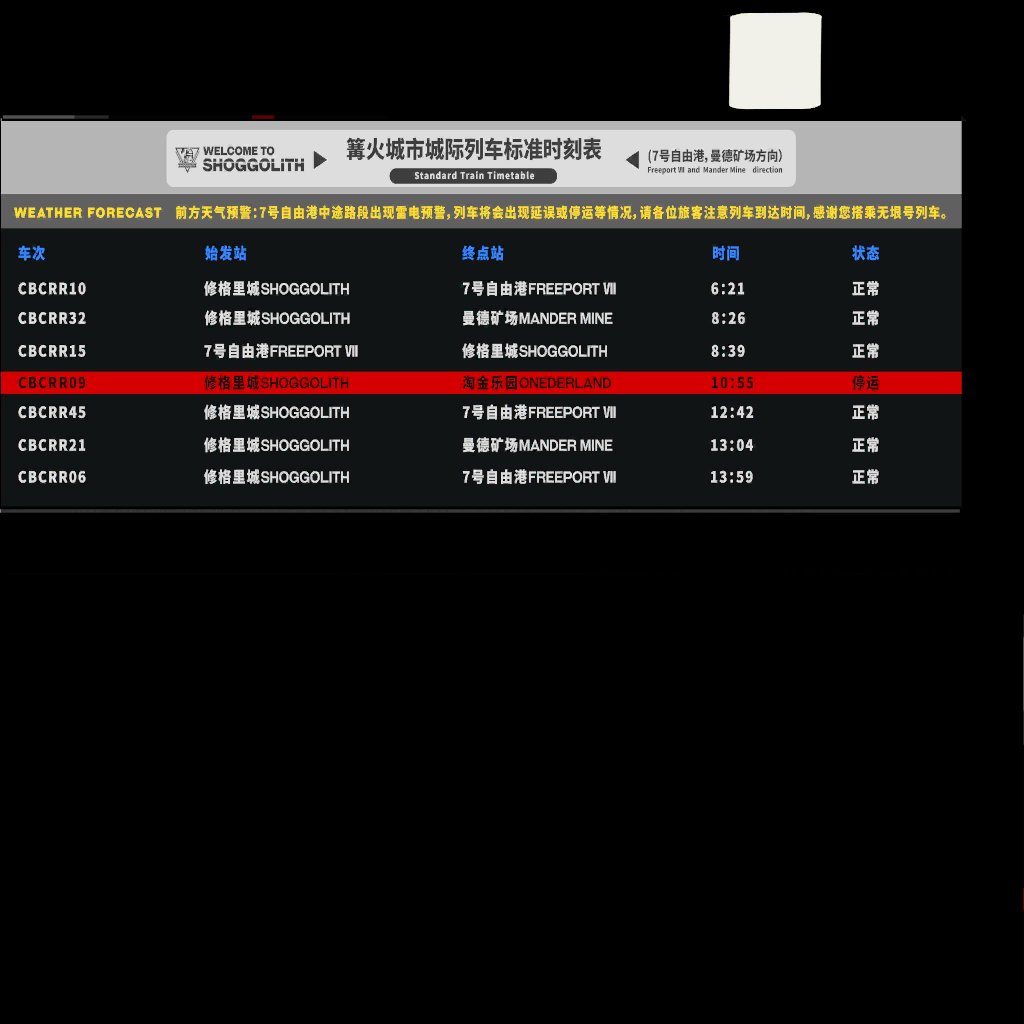 WELCOME TO
SHOGGOLITH
篝火城市城际列车标准时刻表
Standard Train Timetable
(7号自由港,曼德矿场方向)
Freeport Ⅶ and Mander Mine direction
WEATHER FORECAST 前方天气预警:7号自由港中途路段出现雷电预警,列车将会出现延误或停运等情况,请各位旅客注意列车到达时间,感谢您搭乘无垠号列车。
车次 始发站 终点站 时间 状态
CBCRR10 修格里城SHOGGOLITH 7号自由港FREEPORT Ⅶ 6:21 正常
CBCRR32 修格里城SHOGGOLITH 曼德矿场MANDER MINE 8:26 正常
CBCRR15 7号自由港FREEPORT Ⅶ 修格里城SHOGGOLITH 8:39 正常
CBCRR09 修格里城SHOGGOLITH 淘金乐园ONEDERLAND 10:55 停运
CBCRR45 修格里城SHOGGOLITH 7号自由港FREEPORT Ⅶ 12:42 正常
CBCRR21 修格里城SHOGGOLITH 曼德矿场MANDER MINE 13:04 正常
CBCRR06 修格里城SHOGGOLITH 7号自由港FREEPORT Ⅶ 13:59 正常